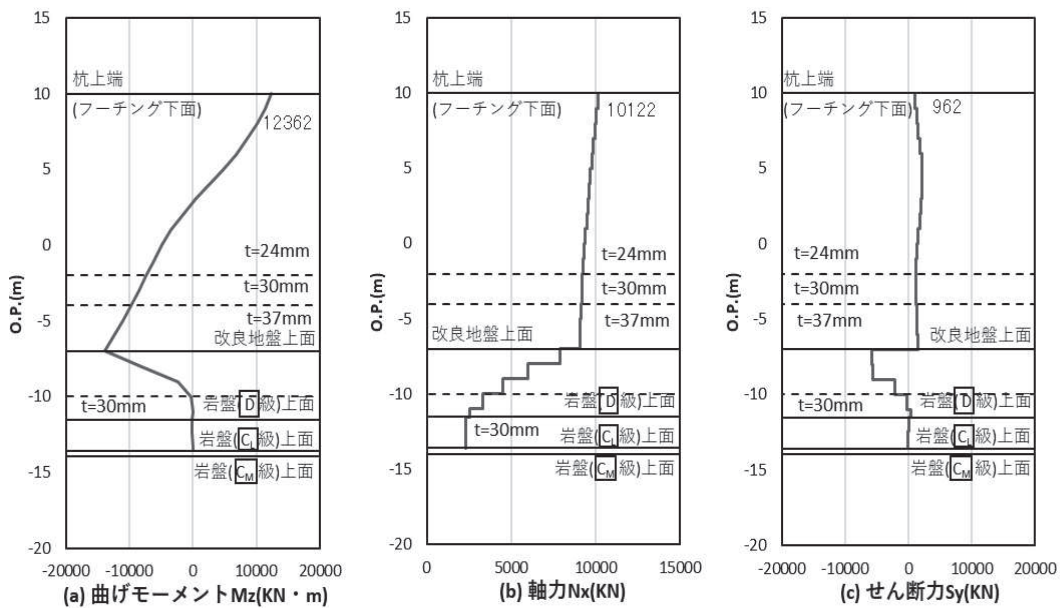 15
10
5
0
-5
-10
-15
-20
O.P.(m)
杭上端
(フーチング下面)
12362
t=24mm
t=30mm
t=37mm
改良地盤上面
t=30mm
岩盤(D級)上面
岩盤(CL級)上面
岩盤(CM級)上面
-20000 -10000 0 10000 20000
(a) 曲げモーメントMz(KN・m)
15
10
5
0
-5
-10
-15
-20
O.P.(m)
杭上端
(フーチング下面)
10122
t=24mm
t=30mm
t=37mm
改良地盤上面
岩盤(D級)上面
t=30mm
岩盤(CL級)上面
岩盤(CM級)上面
0 5000 10000 15000
(b) 軸力Nx(KN)
15
10
5
0
-5
-10
-15
-20
O.P.(m)
杭上端
(フーチング下面)
962
t=24mm
t=30mm
t=37mm
改良地盤上面
t=30mm
岩盤(D級)上面
岩盤(CL級)上面
岩盤(CM級)上面
-20000 -10000 0 10000 20000
(c) せん断力Sy(KN)